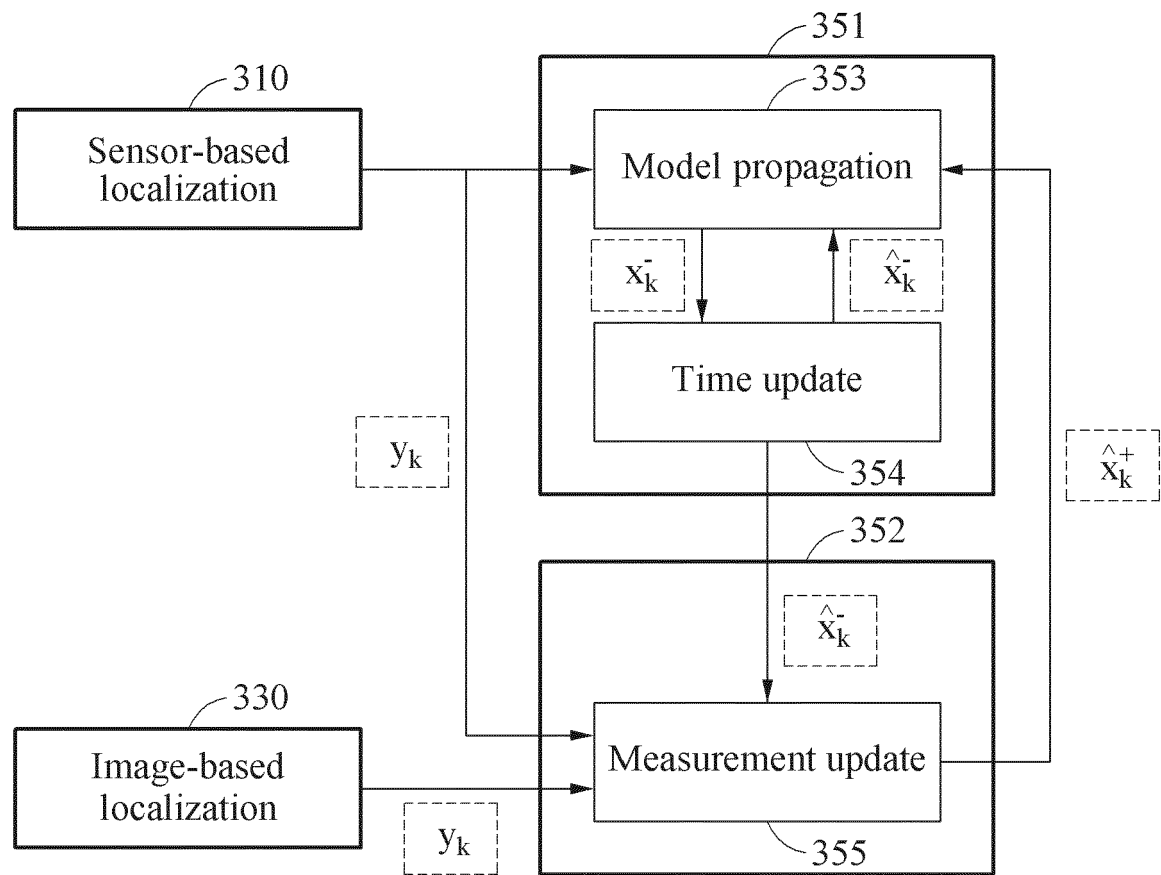 351
310
353
Sensor-based
localization
Model propagation
x̄_k
x̂_k^-
Time update
y_k
354
x̂_k^+
352
x̂_k^-
330
Image-based
localization
Measurement update
y_k
355